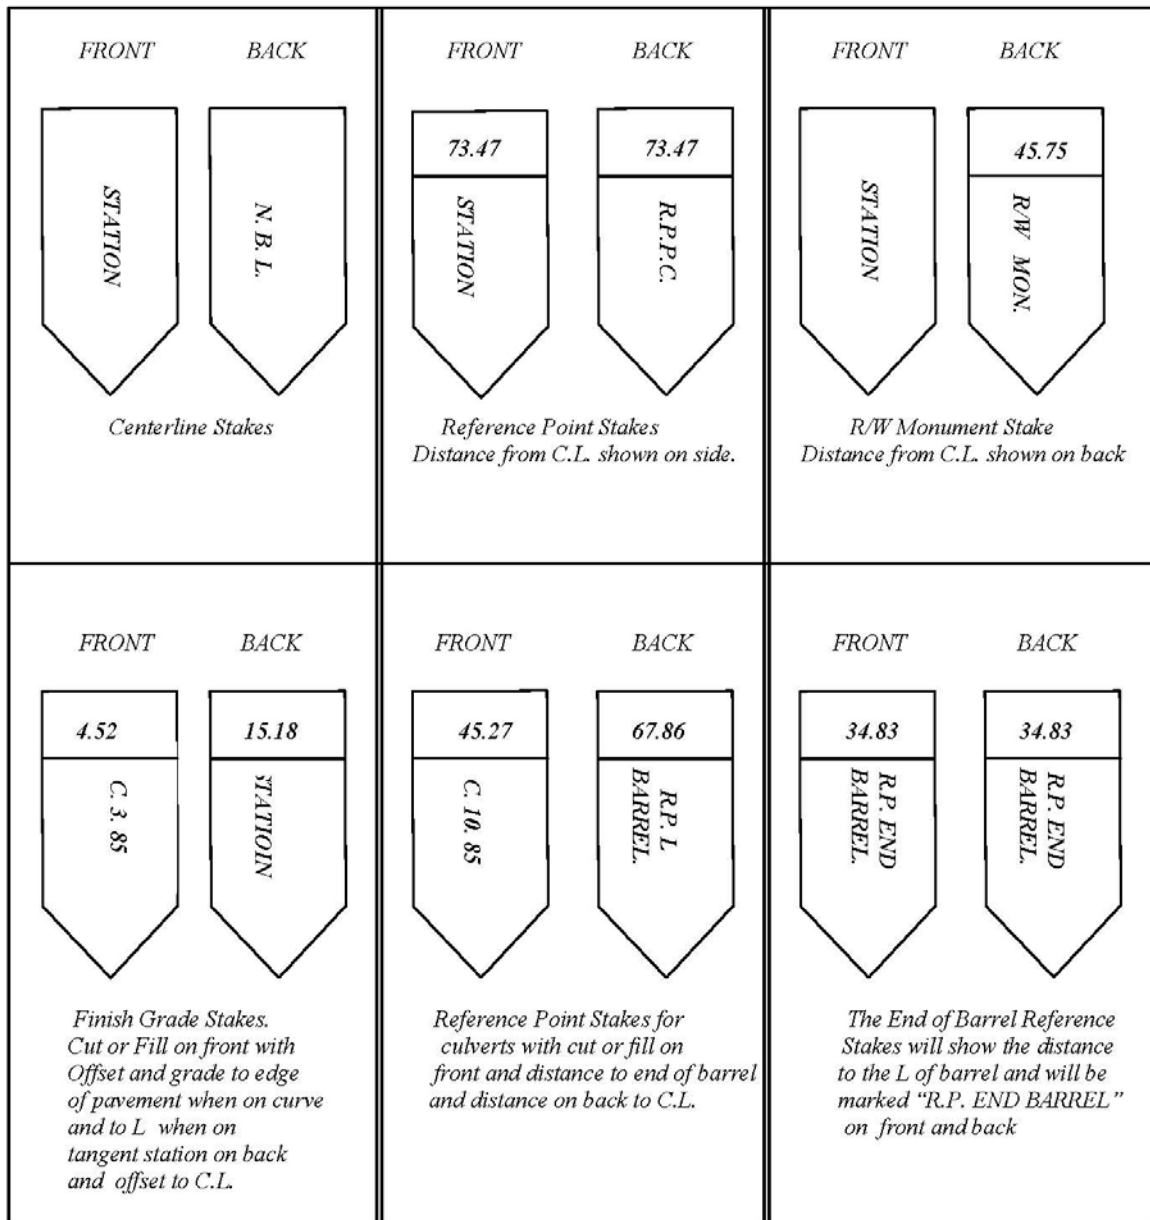 FRONT BACK
STATION
N. B. L.
Centerline Stakes
FRONT BACK
73.47 73.47
STATION
R.P.P.C.
Reference Point Stakes
Distance from C.L. shown on side.
FRONT BACK
45.75
STATION
R/W MON.
R/W Monument Stake
Distance from C.L. shown on back
FRONT BACK
4.52 15.18
C. 3. 85
STATIOIN
Finish Grade Stakes.
Cut or Fill on front with
Offset and grade to edge
of pavement when on curve
and to L when on
tangent station on back
and offset to C.L.
FRONT BACK
45.27 67.86
C. 10. 85
R.P. L
BARREL.
Reference Point Stakes for
culverts with cut or fill on
front and distance to end of barrel
and distance on back to C.L.
FRONT BACK
34.83 34.83
R.P. END
BARREL.
R.P. END
BARREL.
The End of Barrel Reference
Stakes will show the distance
to the L of barrel and will be
marked “R.P. END BARREL”
on front and back